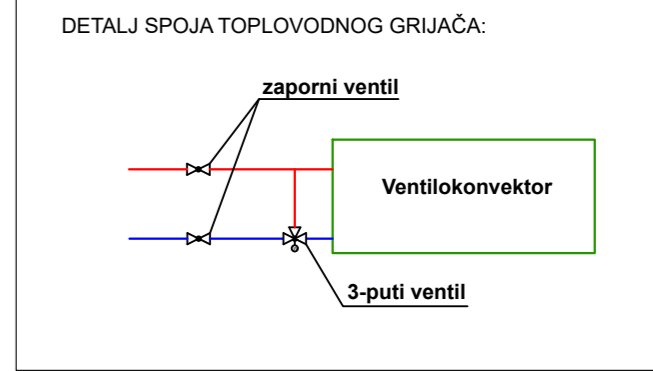 DETALJ SPOJA TOPLOVODNOG GRIJAČA:
zaporni ventil
Ventilokonvektor
3-puti ventil